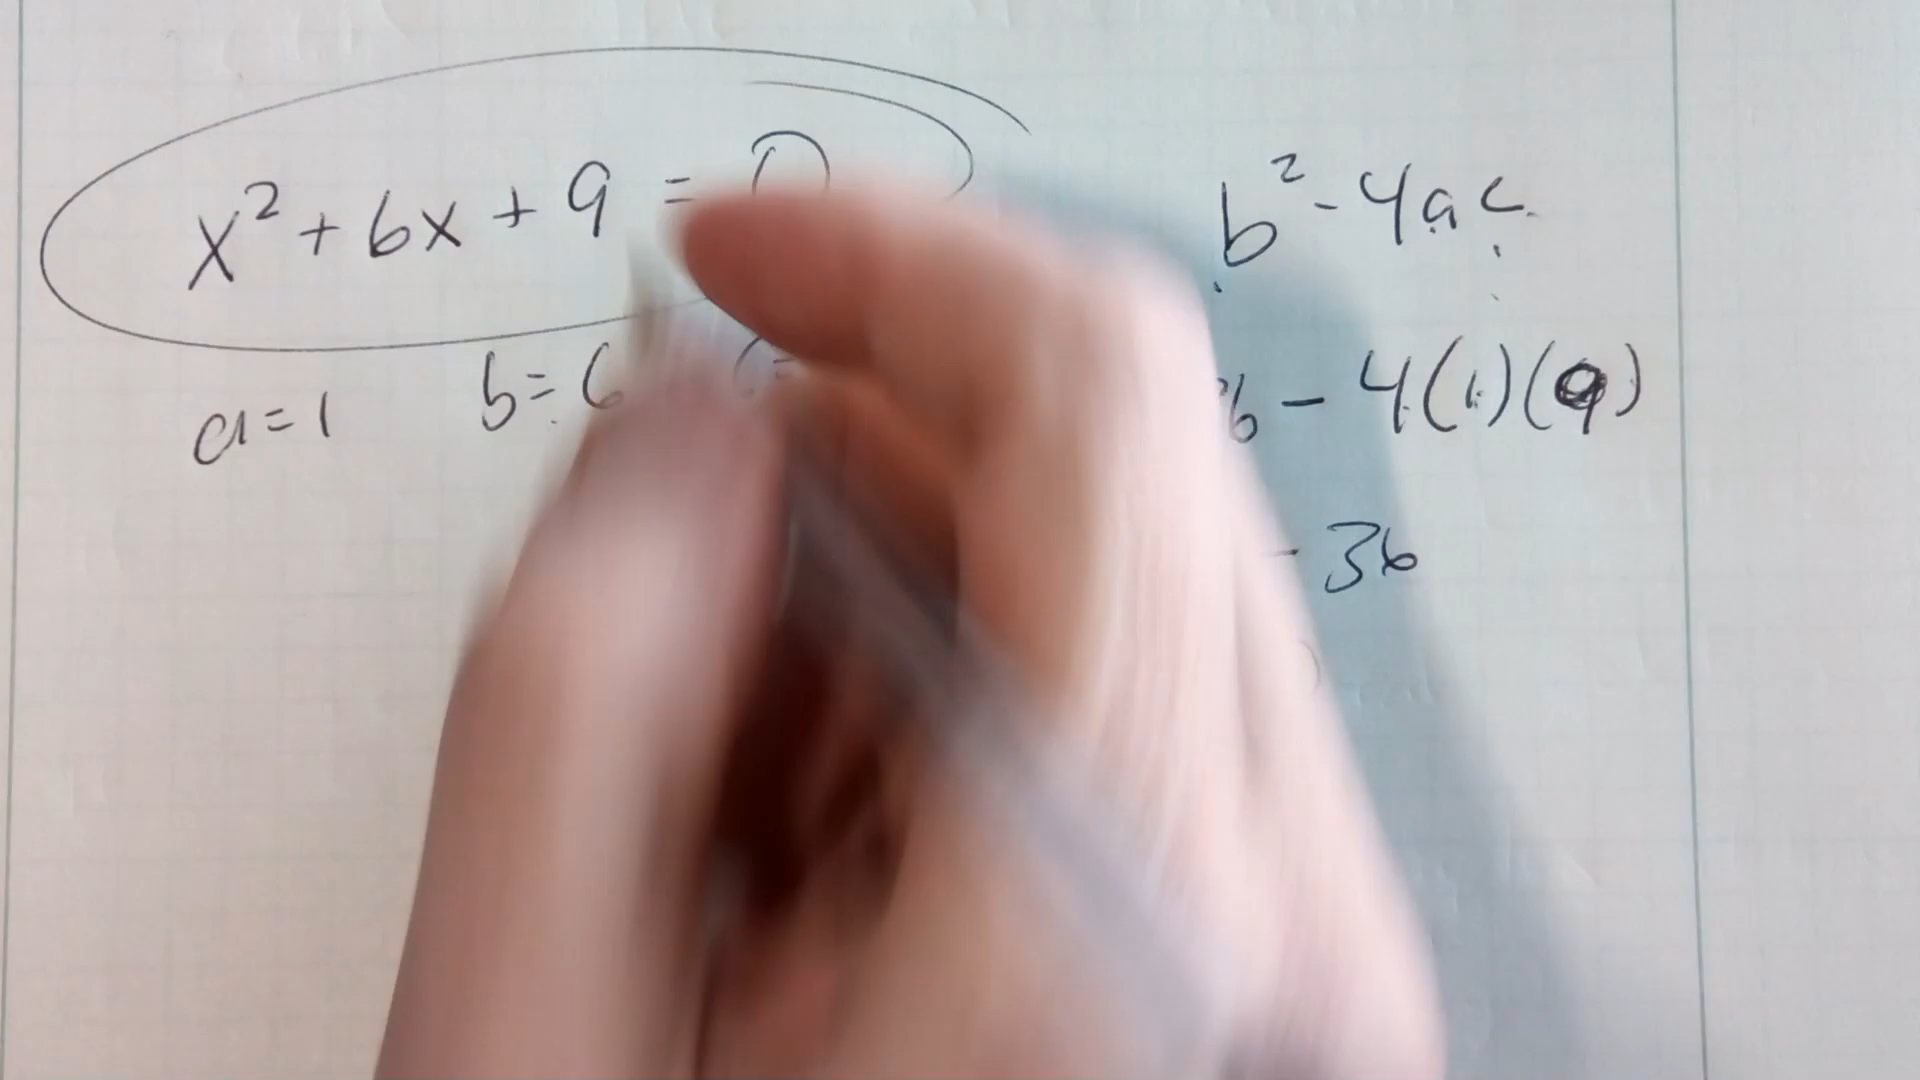 x² + 6x + 9 =
b² - 4ac
a = 1 b = 6
- 4(1)(9)
- 36